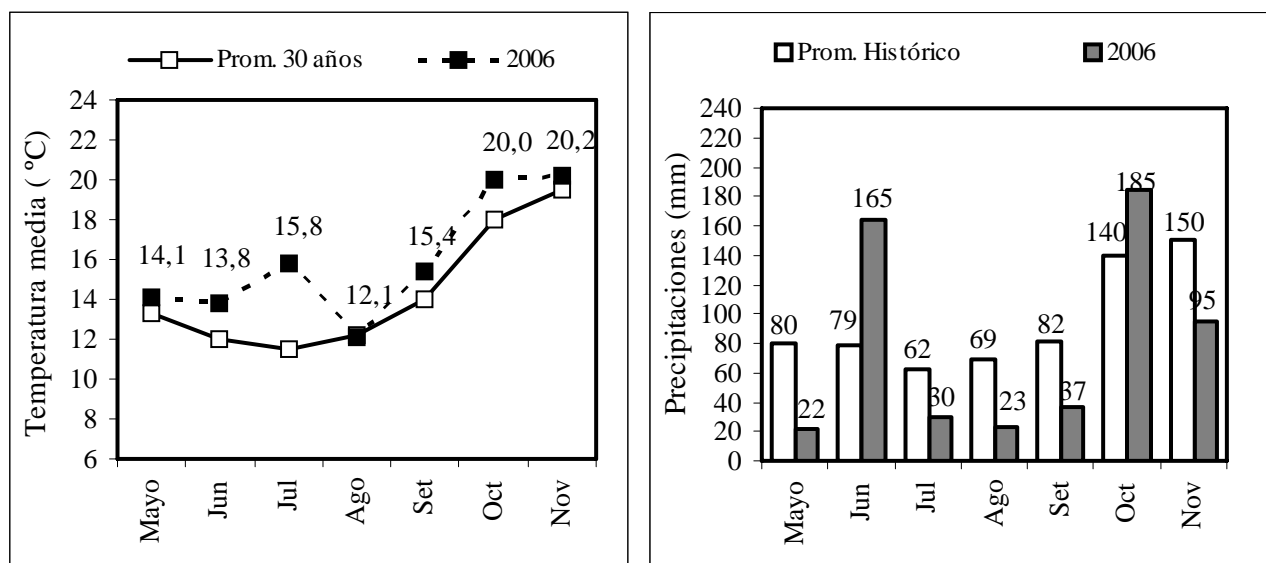 Prom. 30 años 2006
Temperatura media ( ºC)
24
22
20
18
16
14
12
10
8
6
14,1 13,8 15,8 12,1 15,4 20,0 20,2
Mayo Jun Jul Ago Set Oct Nov
Prom. Histórico 2006
Precipitaciones (mm)
240
220
200
180
160
140
120
100
80
60
40
20
0
80 22 79 165 62 30 69 23 82 37 140 185 150 95
Mayo Jun Jul Ago Set Oct Nov